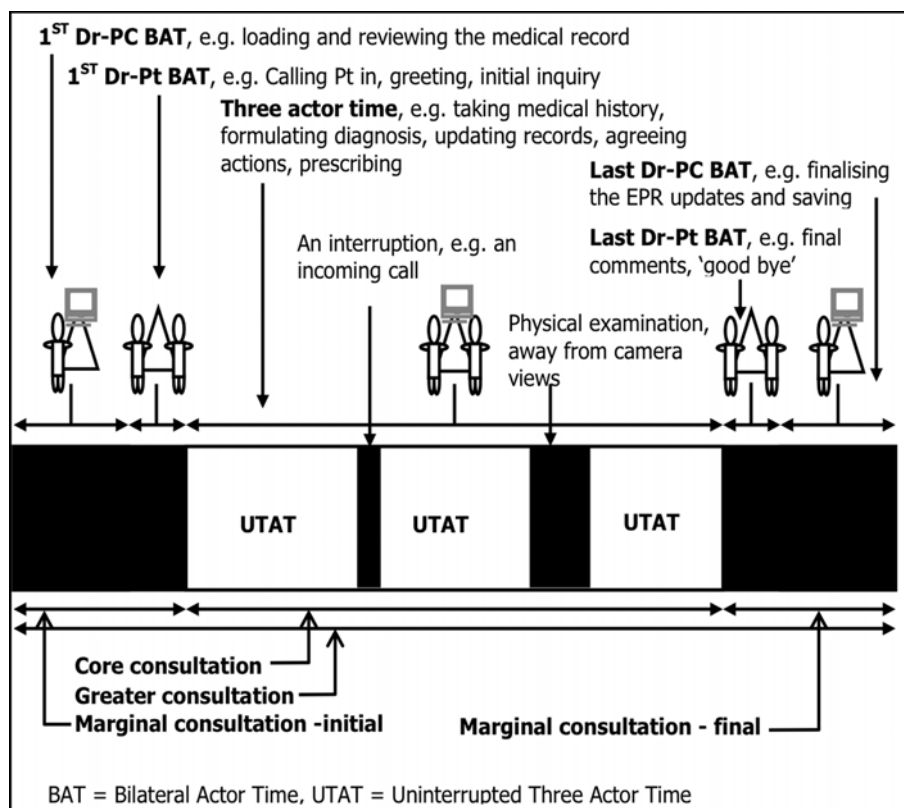 1ST Dr-PC BAT, e.g. loading and reviewing the medical record
1ST Dr-Pt BAT, e.g. Calling Pt in, greeting, initial inquiry
Three actor time, e.g. taking medical history,
formulating diagnosis, updating records, agreeing
actions, prescribing
Last Dr-PC BAT, e.g. finalising
the EPR updates and saving
An interruption, e.g. an
incoming call
Last Dr-Pt BAT, e.g. final
comments, ‘good bye’
Physical examination,
away from camera
views
UTAT
UTAT
UTAT
Core consultation
Greater consultation
Marginal consultation -initial
Marginal consultation - final
BAT = Bilateral Actor Time, UTAT = Uninterrupted Three Actor Time